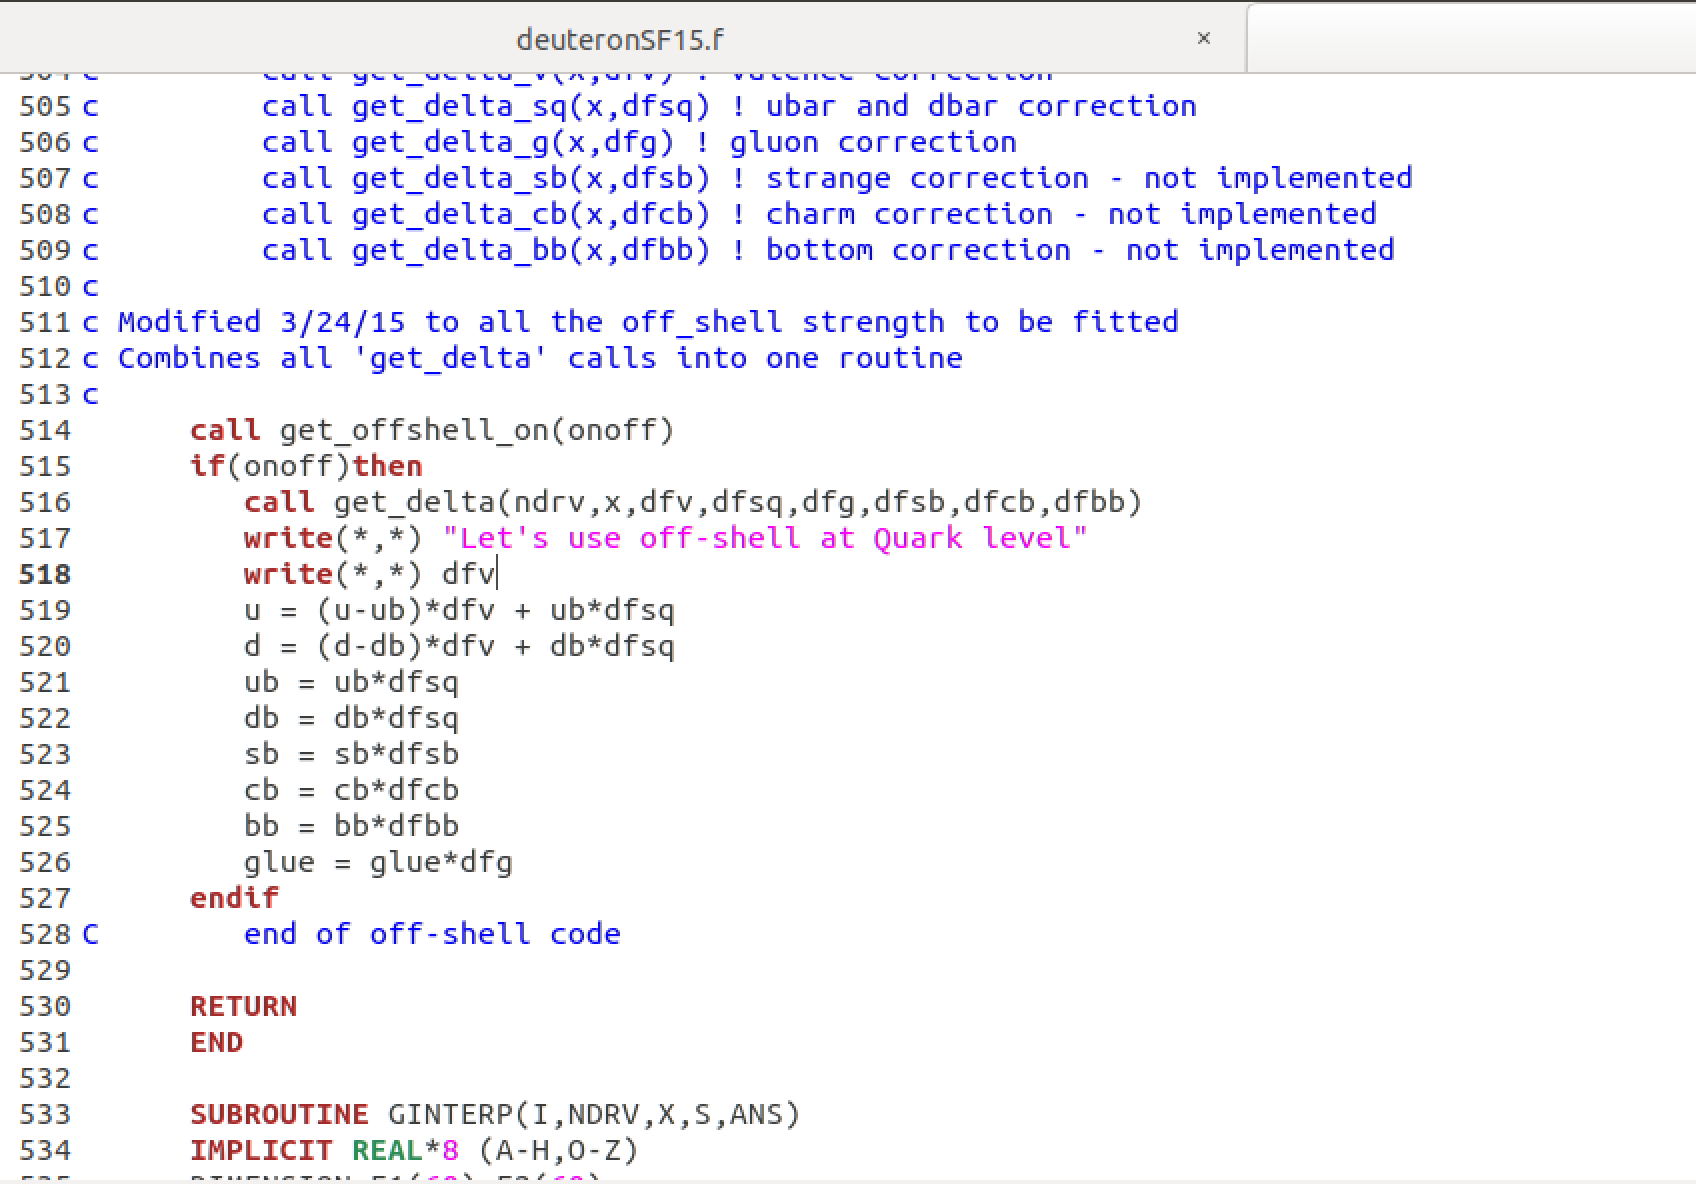 deuteronSF15.f ×
504 c         call get_delta_v(x,dfv) ! valence correction
505 c         call get_delta_sq(x,dfsq) ! ubar and dbar correction
506 c         call get_delta_g(x,dfg) ! gluon correction
507 c         call get_delta_sb(x,dfsb) ! strange correction - not implemented
508 c         call get_delta_cb(x,dfcb) ! charm correction - not implemented
509 c         call get_delta_bb(x,dfbb) ! bottom correction - not implemented
510 c
511 c Modified 3/24/15 to all the off_shell strength to be fitted
512 c Combines all 'get_delta' calls into one routine
513 c
514       call get_offshell_on(onoff)
515       if(onoff)then
516          call get_delta(ndrv,x,dfv,dfsq,dfg,dfsb,dfcb,dfbb)
517          write(*,*) "Let's use off-shell at Quark level"
518          write(*,*) dfv
519          u = (u-ub)*dfv + ub*dfsq
520          d = (d-db)*dfv + db*dfsq
521          ub = ub*dfsq
522          db = db*dfsq
523          sb = sb*dfsb
524          cb = cb*dfcb
525          bb = bb*dfbb
526          glue = glue*dfg
527       endif
528 C        end of off-shell code
529
530       RETURN
531       END
532
533       SUBROUTINE GINTERP(I,NDRV,X,S,ANS)
534       IMPLICIT REAL*8 (A-H,O-Z)